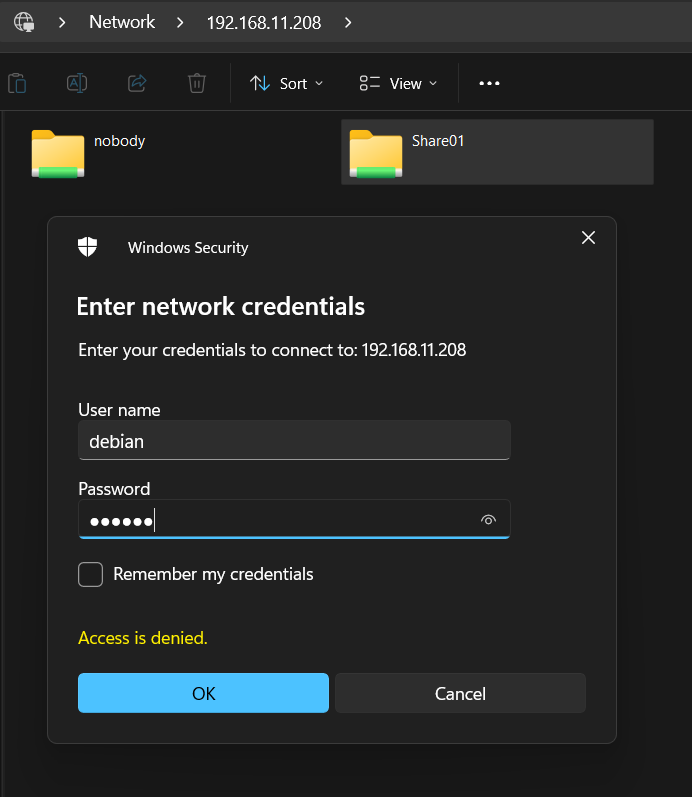 Network 192.168.11.208
Sort View
nobody Share01
Windows Security
Enter network credentials
Enter your credentials to connect to: 192.168.11.208
User name
debian
Password
Remember my credentials
Access is denied.
OK Cancel